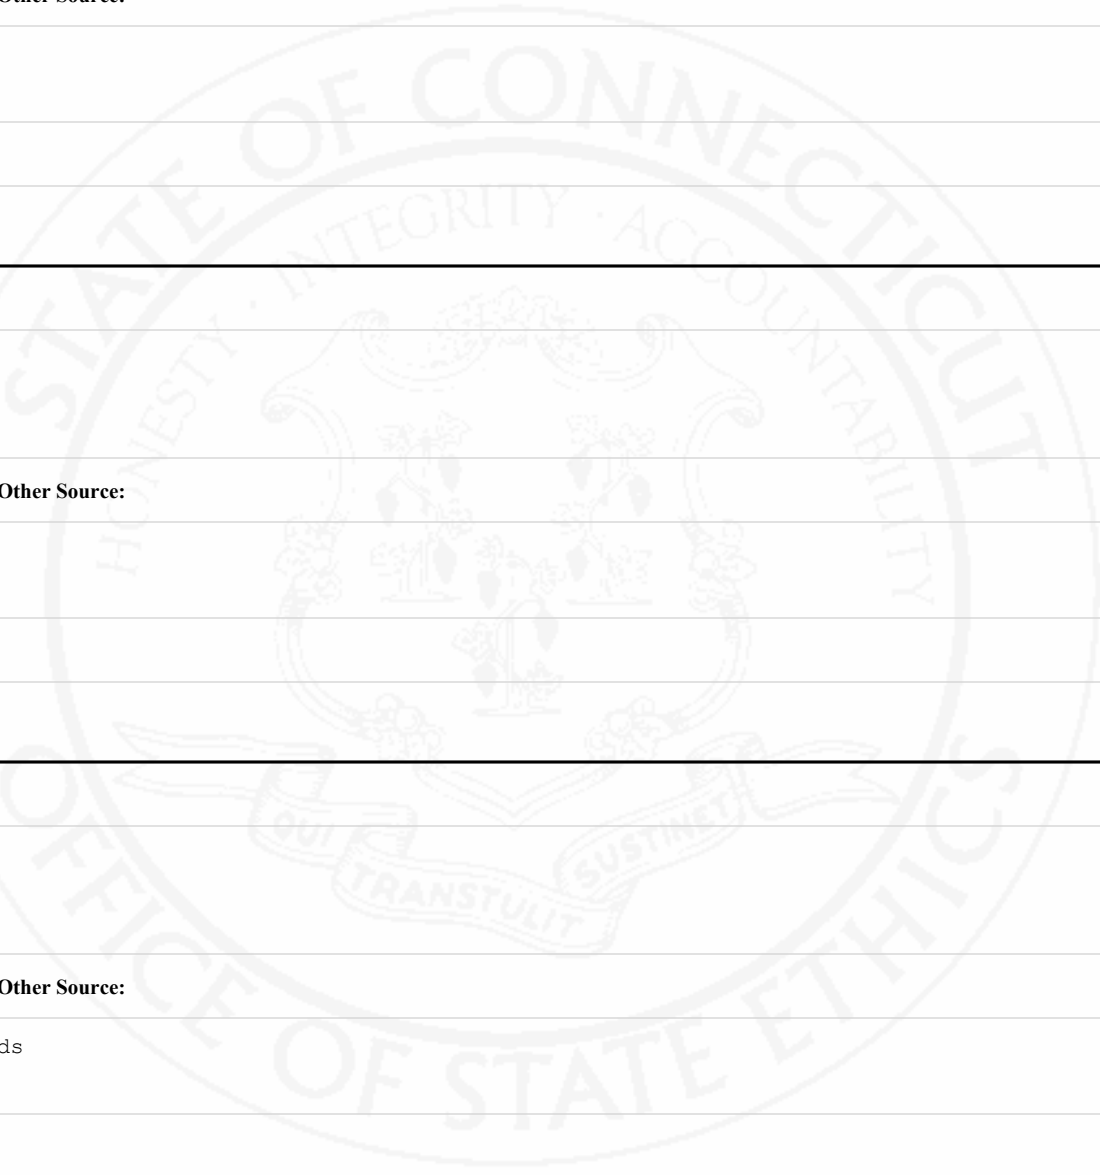 Other Source:
STATE OF CONNECTICUT
HONESTY · INTEGRITY · ACCOUNTABILITY
Other Source:
QUI TRANSTULIT SUSTINET
OFFICE OF STATE ETHICS
Other Source:
ds